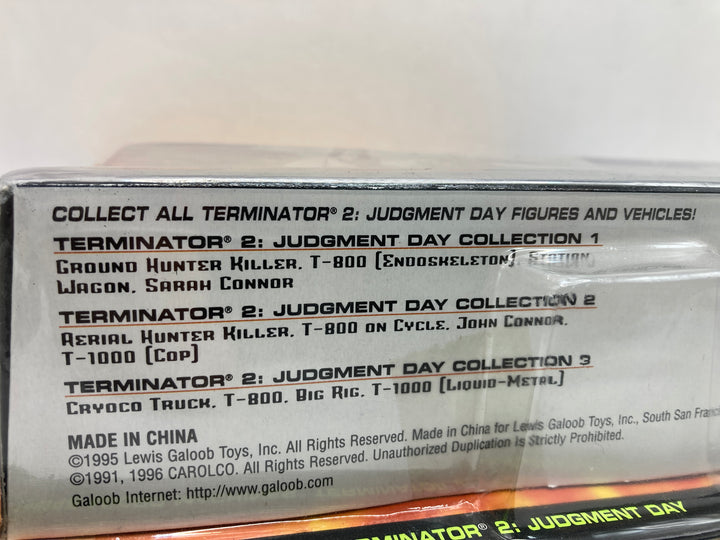 COLLECT ALL TERMINATOR® 2: JUDGMENT DAY FIGURES AND VEHICLES!
TERMINATOR® 2: JUDGMENT DAY COLLECTION 1
GROUND HUNTER KILLER, T-800 (ENDOSKELETON), STATION
WAGON, SARAH CONNOR
TERMINATOR® 2: JUDGMENT DAY COLLECTION 2
AERIAL HUNTER KILLER, T-800 ON CYCLE, JOHN CONNOR,
T-1000 (COP)
TERMINATOR® 2: JUDGMENT DAY COLLECTION 3
CRYOCO TRUCK, T-800, BIG RIG, T-1000 (LIQUID-METAL)
MADE IN CHINA
©1995 Lewis Galoob Toys, Inc. All Rights Reserved. Made in China for Lewis Galoob Toys, Inc., South San Franc
©1991, 1996 CAROLCO. All Rights Reserved. Unauthorized Duplication Is Strictly Prohibited.
Galoob Internet: http://www.galoob.com
TERMINATOR® 2: JUDGMENT DAY